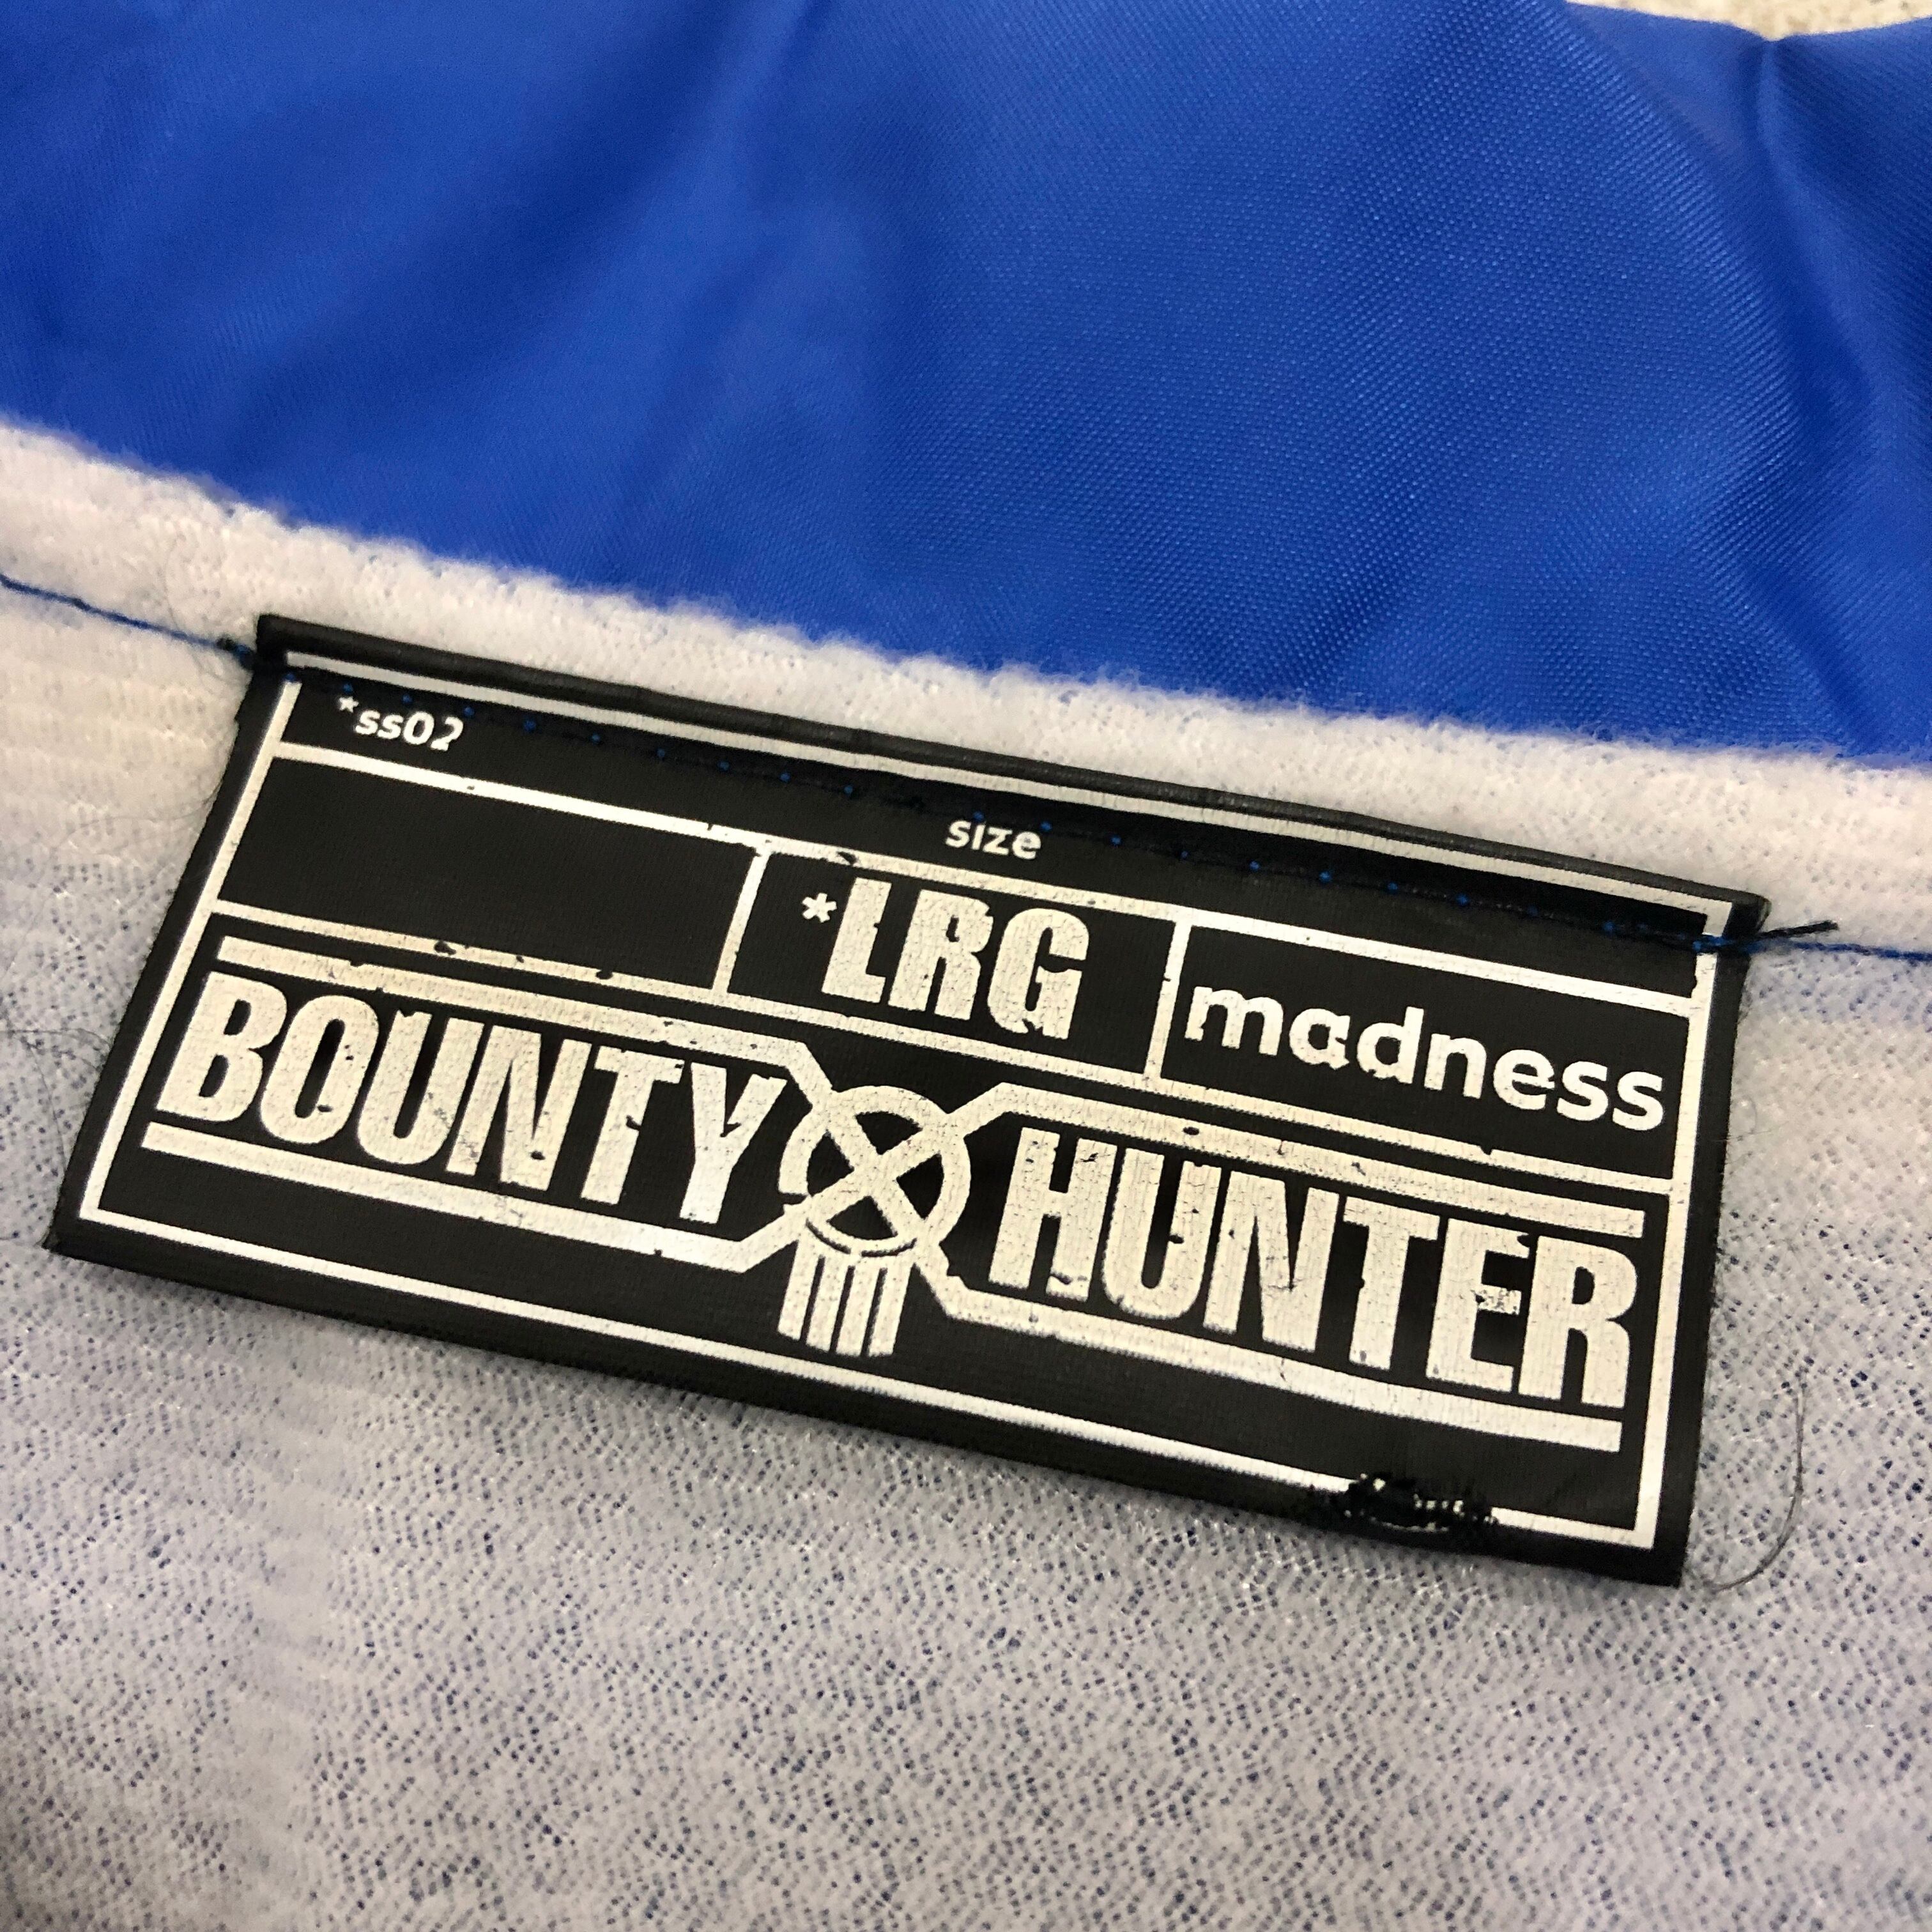 *ss02
size
*LRG
madness
BOUNTY HUNTER